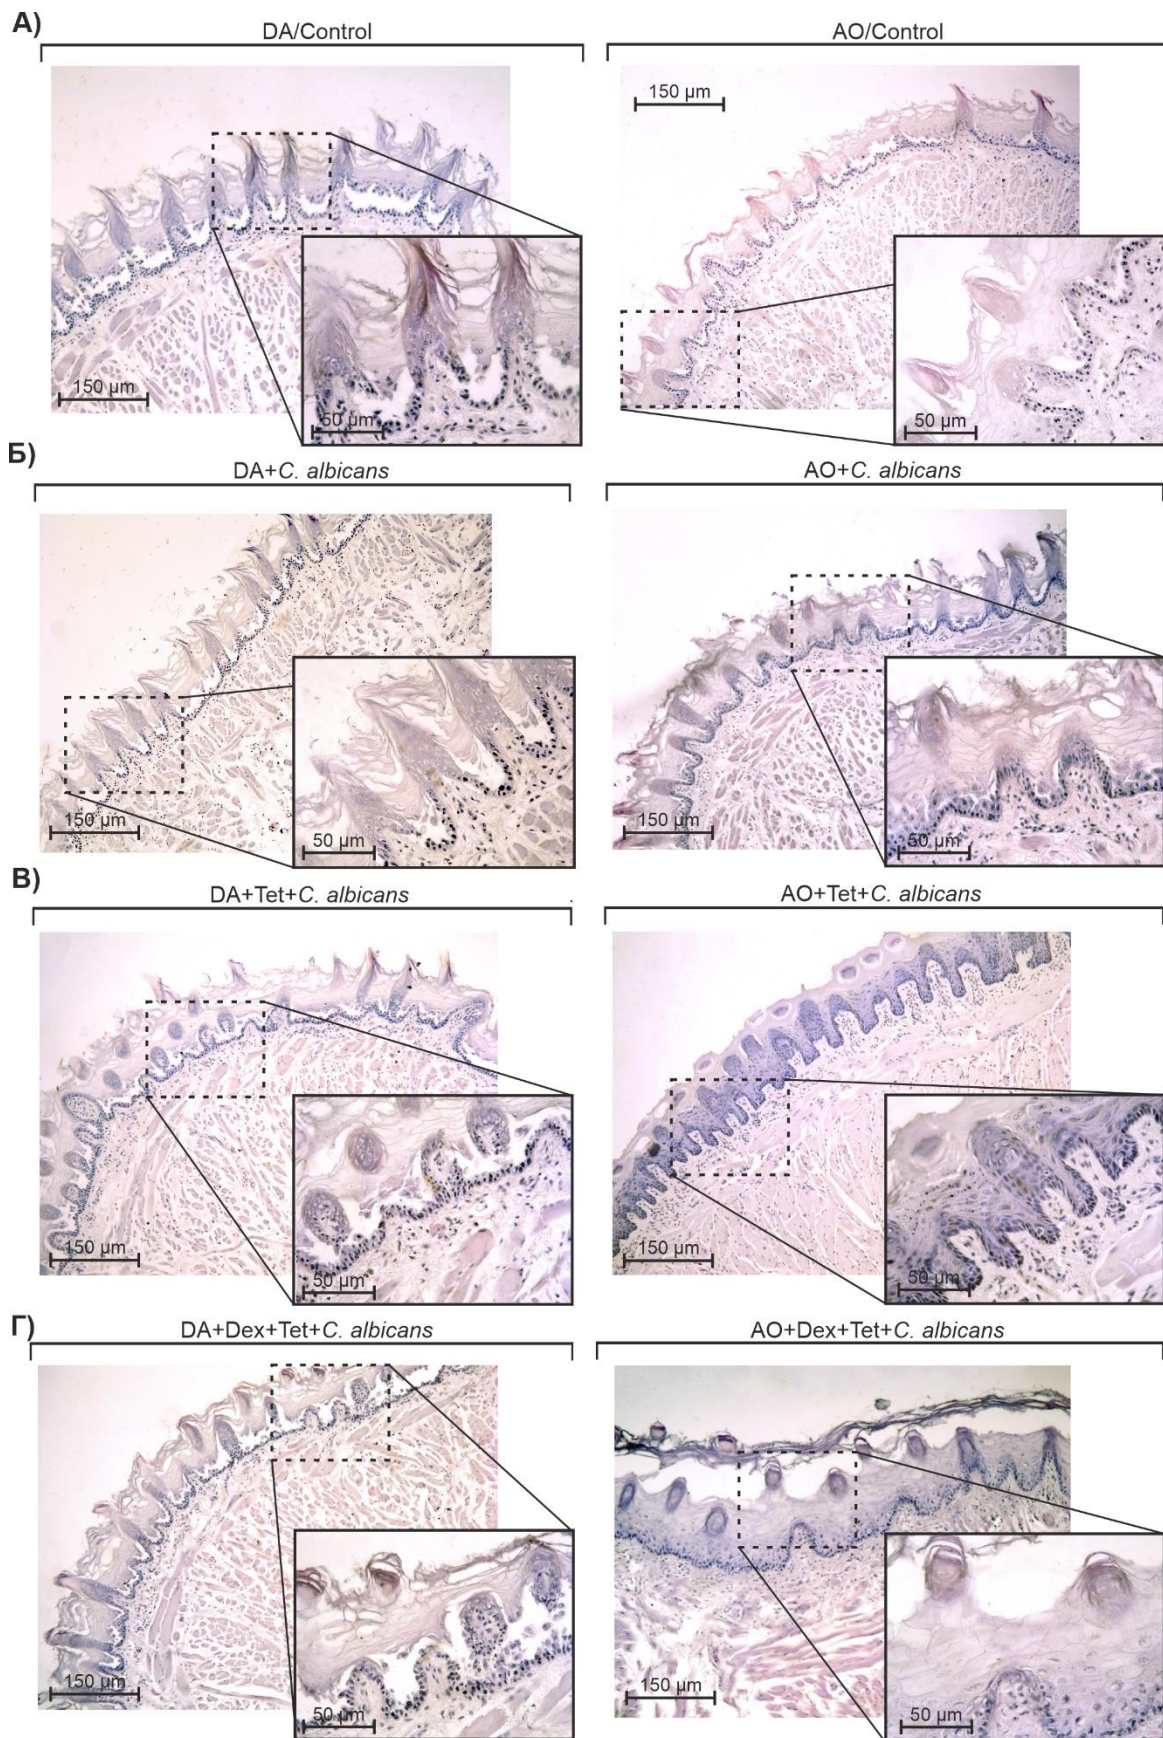 А)
DA/Control
AO/Control
150 µm
150 µm
50 µm
50 µm
Б)
DA+C. albicans
AO+C. albicans
150 µm
50 µm
150 µm
50 µm
В)
DA+Tet+C. albicans
AO+Tet+C. albicans
150 µm
50 µm
150 µm
50 µm
Г)
DA+Dex+Tet+C. albicans
AO+Dex+Tet+C. albicans
150 µm
50 µm
150 µm
50 µm